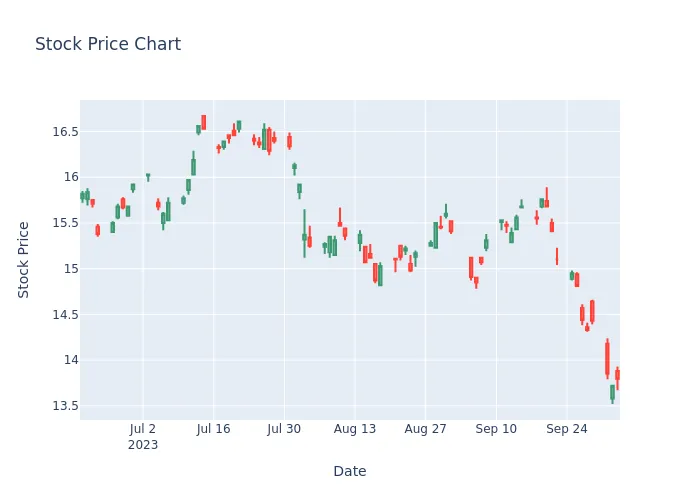 Stock Price Chart
16.5
16
15.5
15
14.5
14
13.5
Stock Price
Jul 2
2023
Jul 16
Jul 30
Aug 13
Aug 27
Sep 10
Sep 24
Date